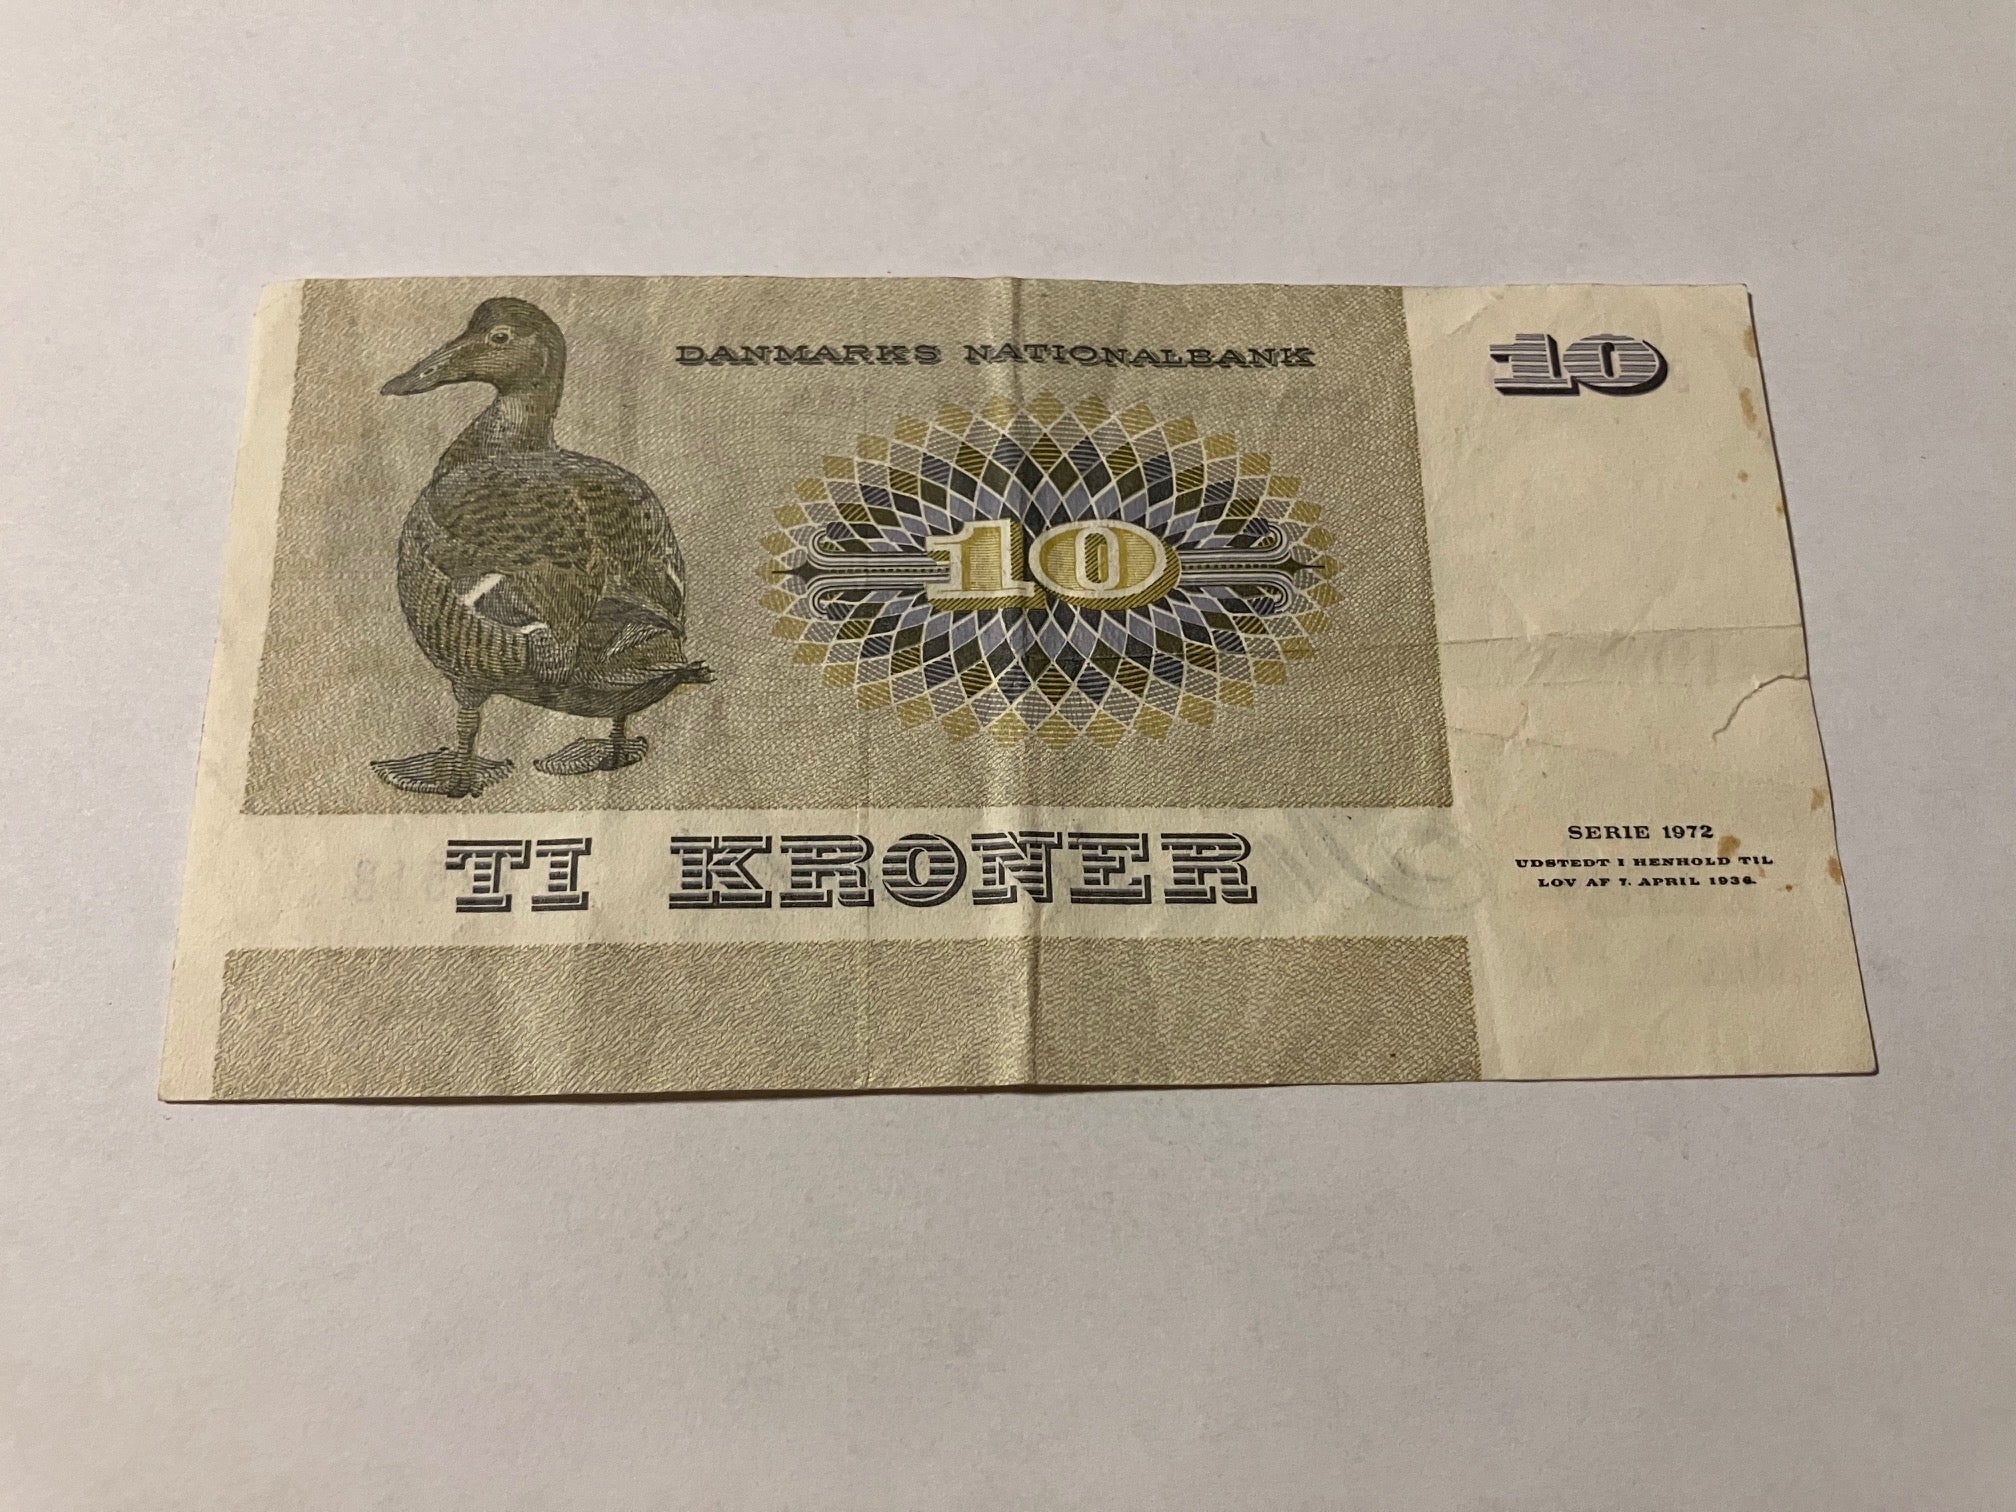 DANMARKS NATIONALBANK
10
10
TI KRONER
SERIE 1972
UDSTEDT I HENHOLD TIL
LOV AF 7. APRIL 1936.